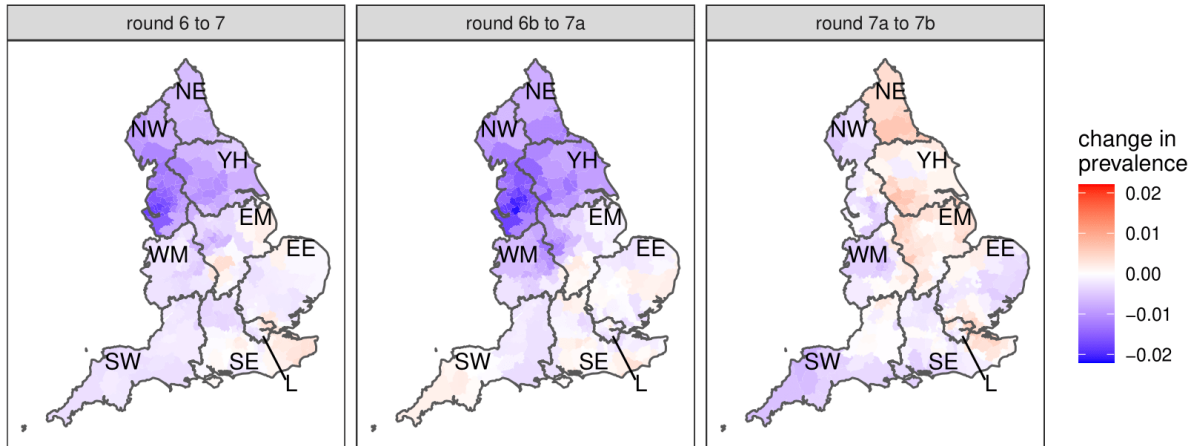 round 6 to 7
round 6b to 7a
round 7a to 7b
NE
NW
YH
EM
WM
EE
SW
SE
L
NE
NW
YH
EM
WM
EE
SW
SE
L
NE
NW
YH
EM
WM
EE
SW
SE
L
change in
prevalence
0.02
0.01
0.00
−0.01
−0.02